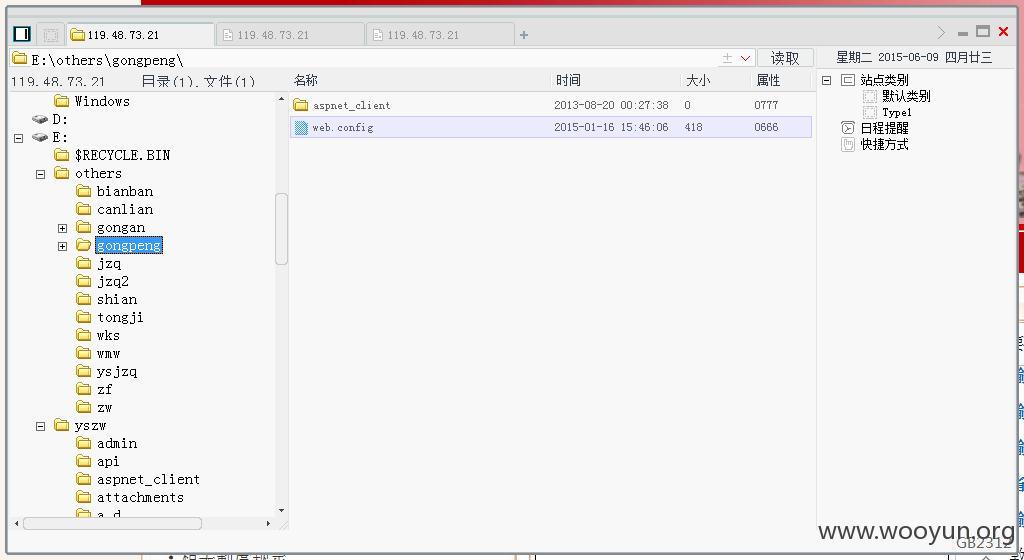 119.48.73.21
119.48.73.21
119.48.73.21
E:\others\gongpeng\
读取
星期二 2015-06-09 四月廿三
119.48.73.21 目录(1),文件(1)
名称 时间 大小 属性
Windows
D:
E:
$RECYCLE.BIN
others
bianban
canlian
gongan
gongpeng
jzq
jzq2
shian
tongji
wks
wmw
ysjzq
zf
zw
yszw
admin
api
aspnet_client
attachments
a_d
aspnet_client 2013-08-20 00:27:38 0 0777
web.config 2015-01-16 15:46:06 418 0666
站点类别
默认类别
Type1
日程提醒
快捷方式
www.wooyun.org
GB2312